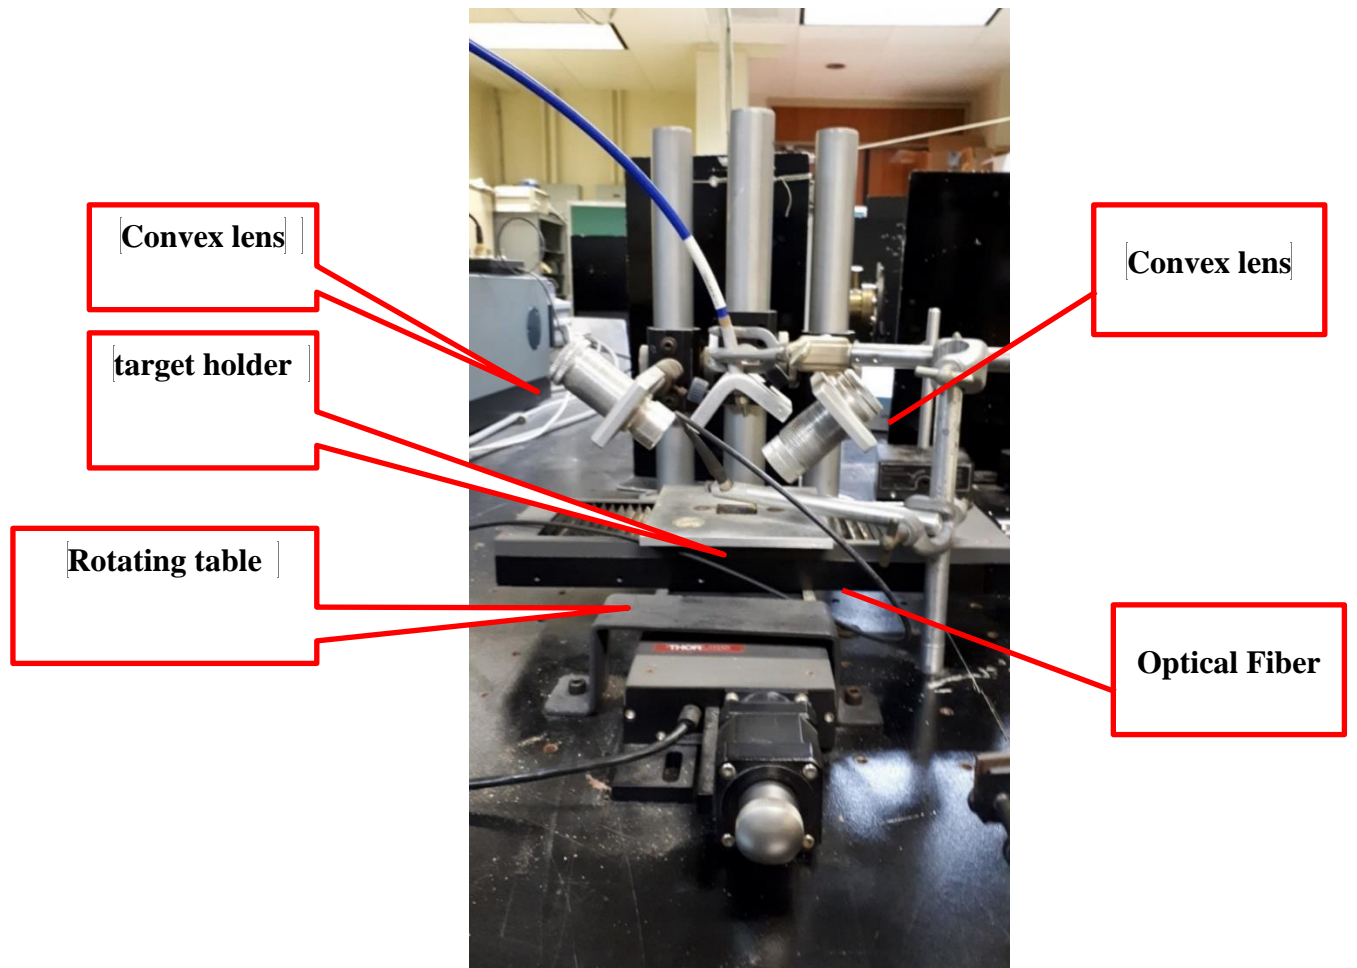 Convex lens
Convex lens
target holder
Rotating table
THORLABS
Optical Fiber